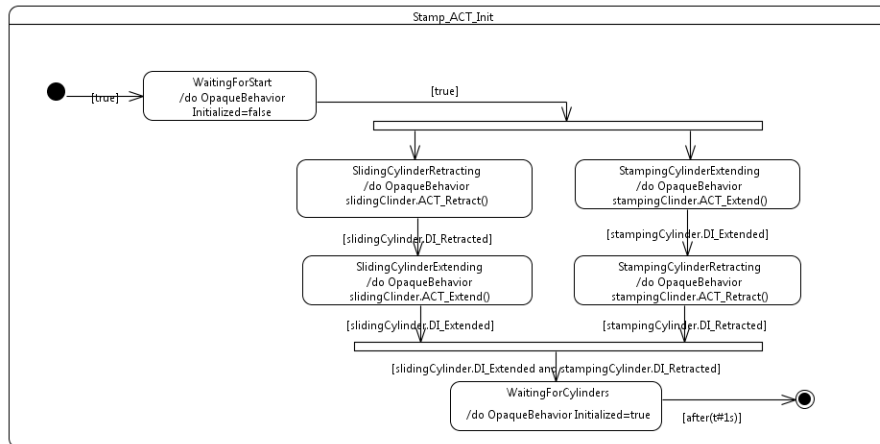 Stamp_ACT_Init
WaitingForStart
/do OpaqueBehavior
Initialized=false
[true]
[true]
SlidingCylinderRetracting
/do OpaqueBehavior
slidingClinder.ACT_Retract()
StampingCylinderExtending
/do OpaqueBehavior
stampingClinder.ACT_Extend()
[slidingCylinder.DI_Retracted]
[stampingCylinder.DI_Extended]
SlidingCylinderExtending
/do OpaqueBehavior
slidingClinder.ACT_Extend()
StampingCylinderRetracting
/do OpaqueBehavior
stampingClinder.ACT_Retract()
[slidingCylinder.DI_Extended]
[stampingCylinder.DI_Retracted]
[slidingCylinder.DI_Extended and stampingCylinder.DI_Retracted]
WaitingForCylinders
/do OpaqueBehavior Initialized=true
[after(t#1s)]